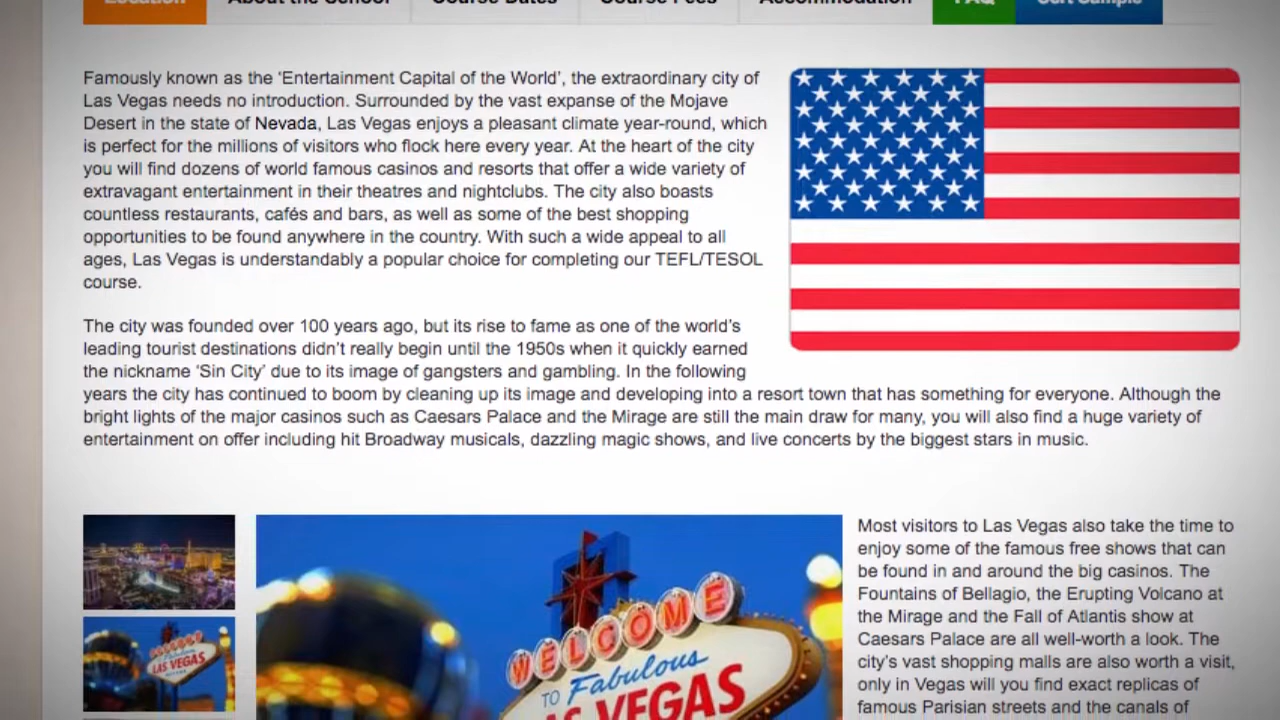 Location About the School Course Dates Course Fees Accommodation FAQ Cert Sample
Famously known as the ‘Entertainment Capital of the World’, the extraordinary city of
Las Vegas needs no introduction. Surrounded by the vast expanse of the Mojave
Desert in the state of Nevada, Las Vegas enjoys a pleasant climate year-round, which
is perfect for the millions of visitors who flock here every year. At the heart of the city
you will find dozens of world famous casinos and resorts that offer a wide variety of
extravagant entertainment in their theatres and nightclubs. The city also boasts
countless restaurants, cafés and bars, as well as some of the best shopping
opportunities to be found anywhere in the country. With such a wide appeal to all
ages, Las Vegas is understandably a popular choice for completing our TEFL/TESOL
course.
The city was founded over 100 years ago, but its rise to fame as one of the world’s
leading tourist destinations didn’t really begin until the 1950s when it quickly earned
the nickname ‘Sin City’ due to its image of gangsters and gambling. In the following
years the city has continued to boom by cleaning up its image and developing into a resort town that has something for everyone. Although the
bright lights of the major casinos such as Caesars Palace and the Mirage are still the main draw for many, you will also find a huge variety of
entertainment on offer including hit Broadway musicals, dazzling magic shows, and live concerts by the biggest stars in music.
WELCOME
TO Fabulous
LAS VEGAS
LAS VEGAS
Most visitors to Las Vegas also take the time to
enjoy some of the famous free shows that can
be found in and around the big casinos. The
Fountains of Bellagio, the Erupting Volcano at
the Mirage and the Fall of Atlantis show at
Caesars Palace are all well-worth a look. The
city’s vast shopping malls are also worth a visit,
only in Vegas will you find exact replicas of
famous Parisian streets and the canals of